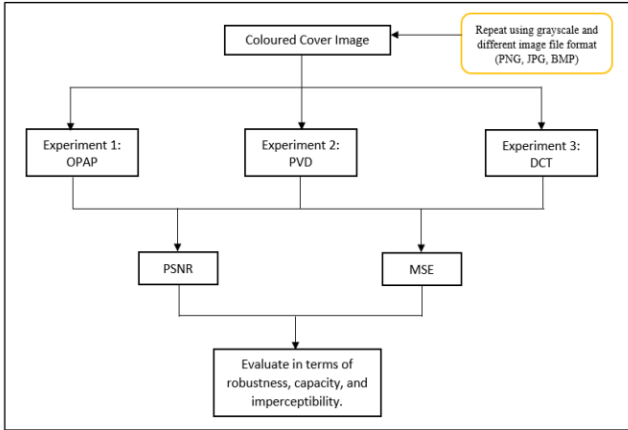 Coloured Cover Image
Repeat using grayscale and
different image file format
(PNG, JPG, BMP)
Experiment 1:
OPAP
Experiment 2:
PVD
Experiment 3:
DCT
PSNR
MSE
Evaluate in terms of
robustness, capacity, and
imperceptibility.